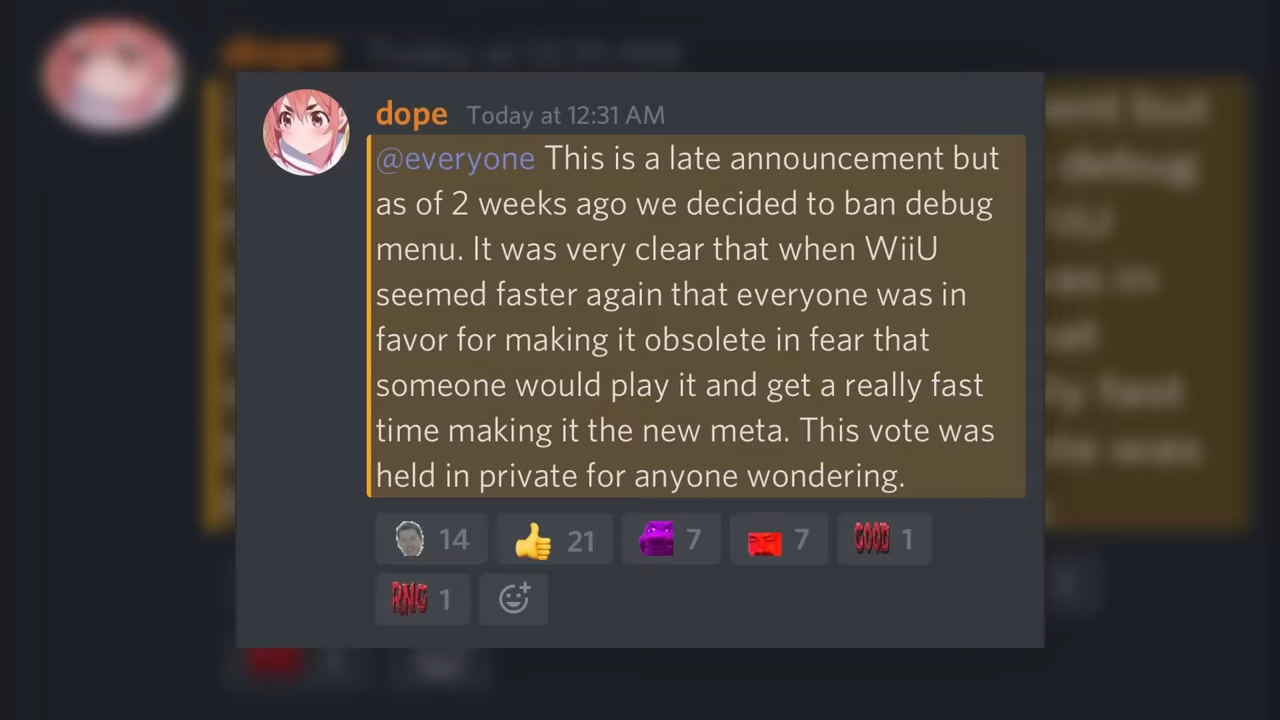 dope Today at 12:31 AM
@everyone This is a late announcement but
as of 2 weeks ago we decided to ban debug
menu. It was very clear that when WiiU
seemed faster again that everyone was in
favor for making it obsolete in fear that
someone would play it and get a really fast
time making it the new meta. This vote was
held in private for anyone wondering.
14 21 7 7 GOOD 1
RNG 1